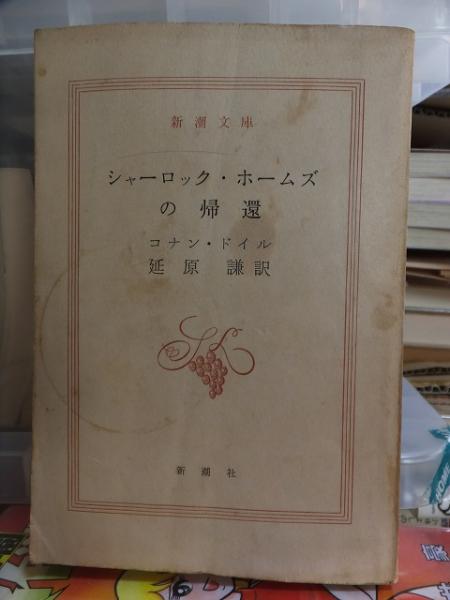 新潮文庫
シャーロック・ホームズ
の帰還
コナン・ドイル
延原謙訳
新潮社
HOME